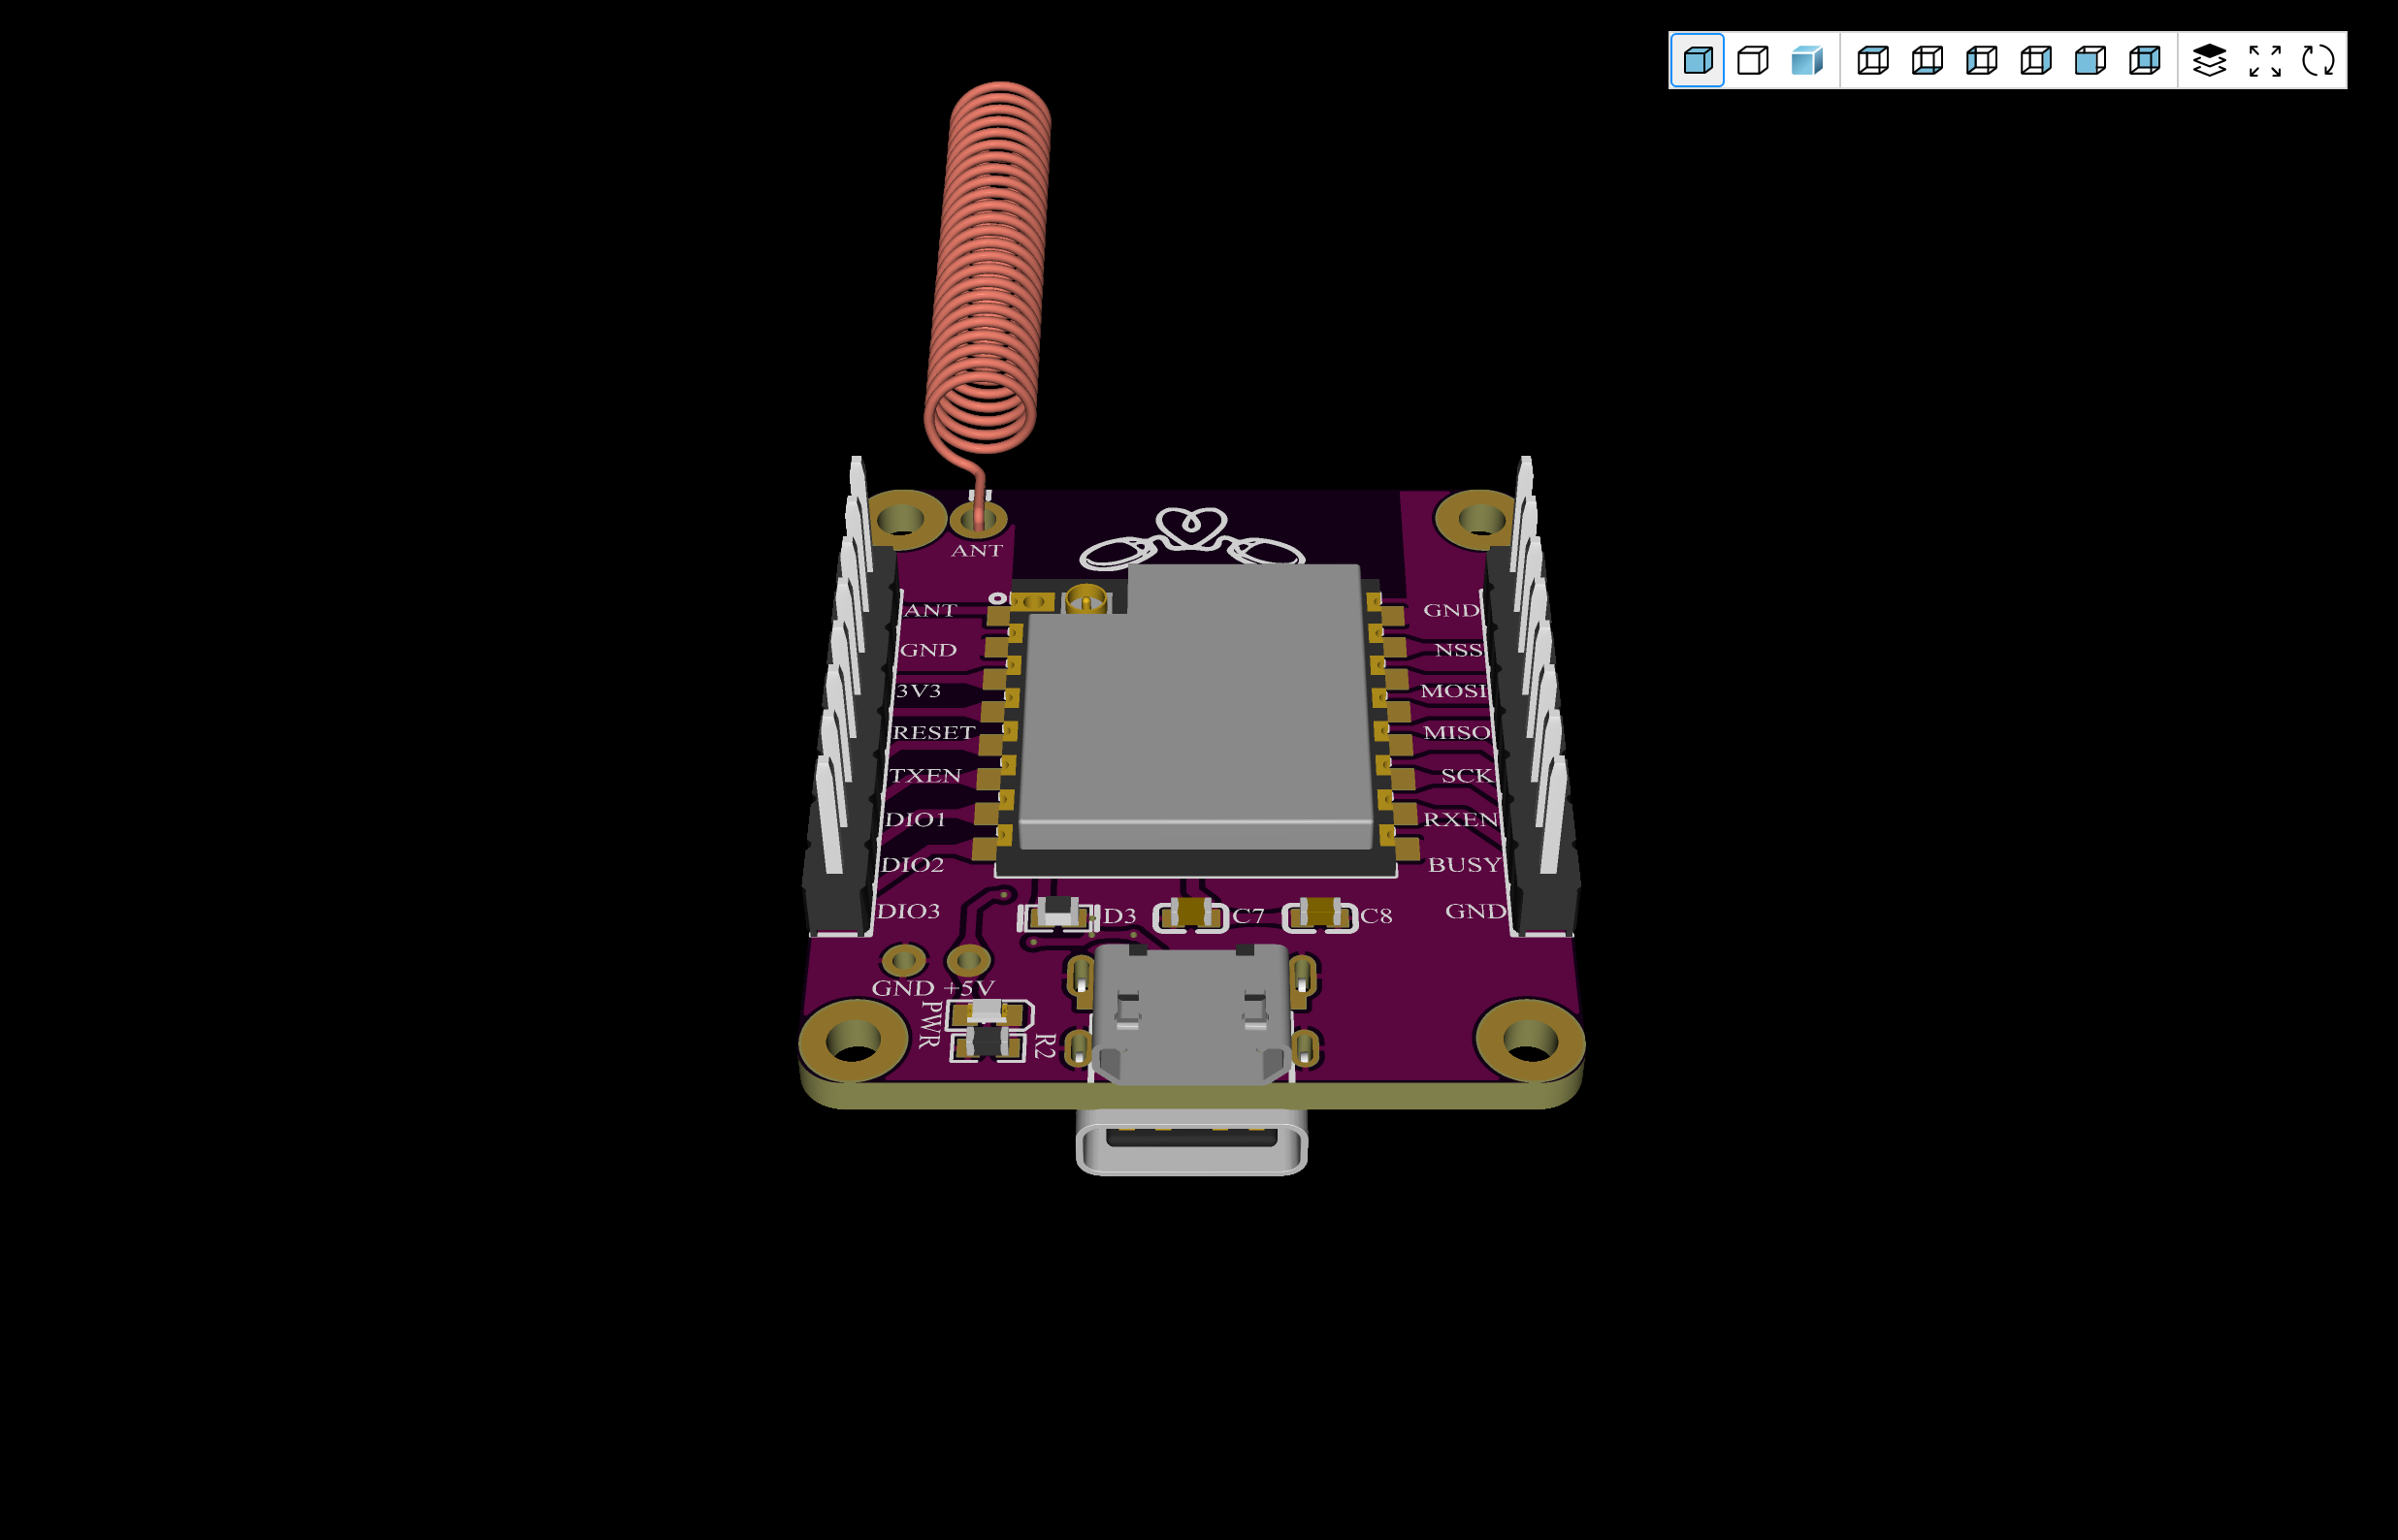 ANT
ANT GND
GND NSS
3V3 MOSI
RESET MISO
TXEN SCK
DIO1 RXEN
DIO2 BUSY
DIO3 D3 C7 C8 GND
GND +5V
PWR
R2